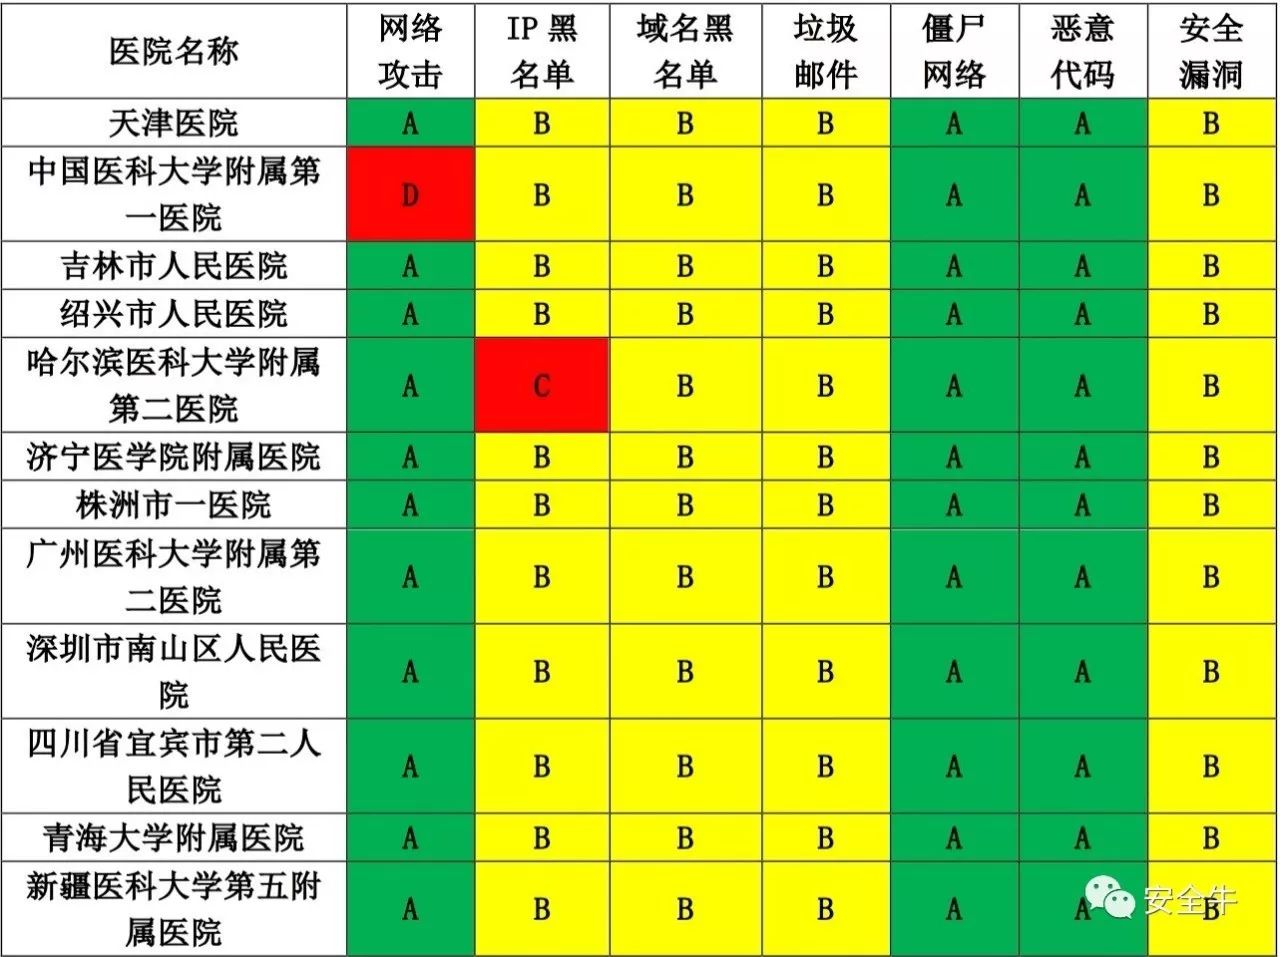 医院名称 网络攻击 IP 黑名单 域名黑名单 垃圾邮件 僵尸网络 恶意代码 安全漏洞
天津医院 A B B B A A B
中国医科大学附属第一医院 D B B B A A B
吉林市人民医院 A B B B A A B
绍兴市人民医院 A B B B A A B
哈尔滨医科大学附属第二医院 A C B B A A B
济宁医学院附属医院 A B B B A A B
株洲市一医院 A B B B A A B
广州医科大学附属第二医院 A B B B A A B
深圳市南山区人民医院 A B B B A A B
四川省宜宾市第二人民医院 A B B B A A B
青海大学附属医院 A B B B A A B
新疆医科大学第五附属医院 A B B B A A B
安全牛